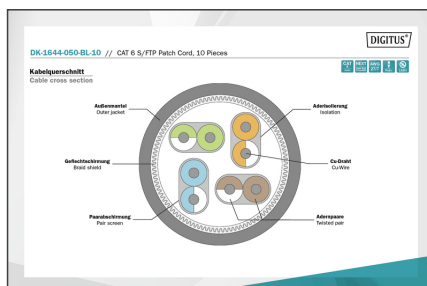 DIGITUS®
DK-1644-050-BL-10 // CAT 6 S/FTP Patch Cord, 10 Pieces
Kabelquerschnitt
Cable cross section
Außenmantel
Outer jacket
Aderisolierung
Isolation
Geflechtschirmung
Braid shield
Cu-Draht
Cu-Wire
Paarabschirmung
Pair screen
Adernpaare
Twisted pair